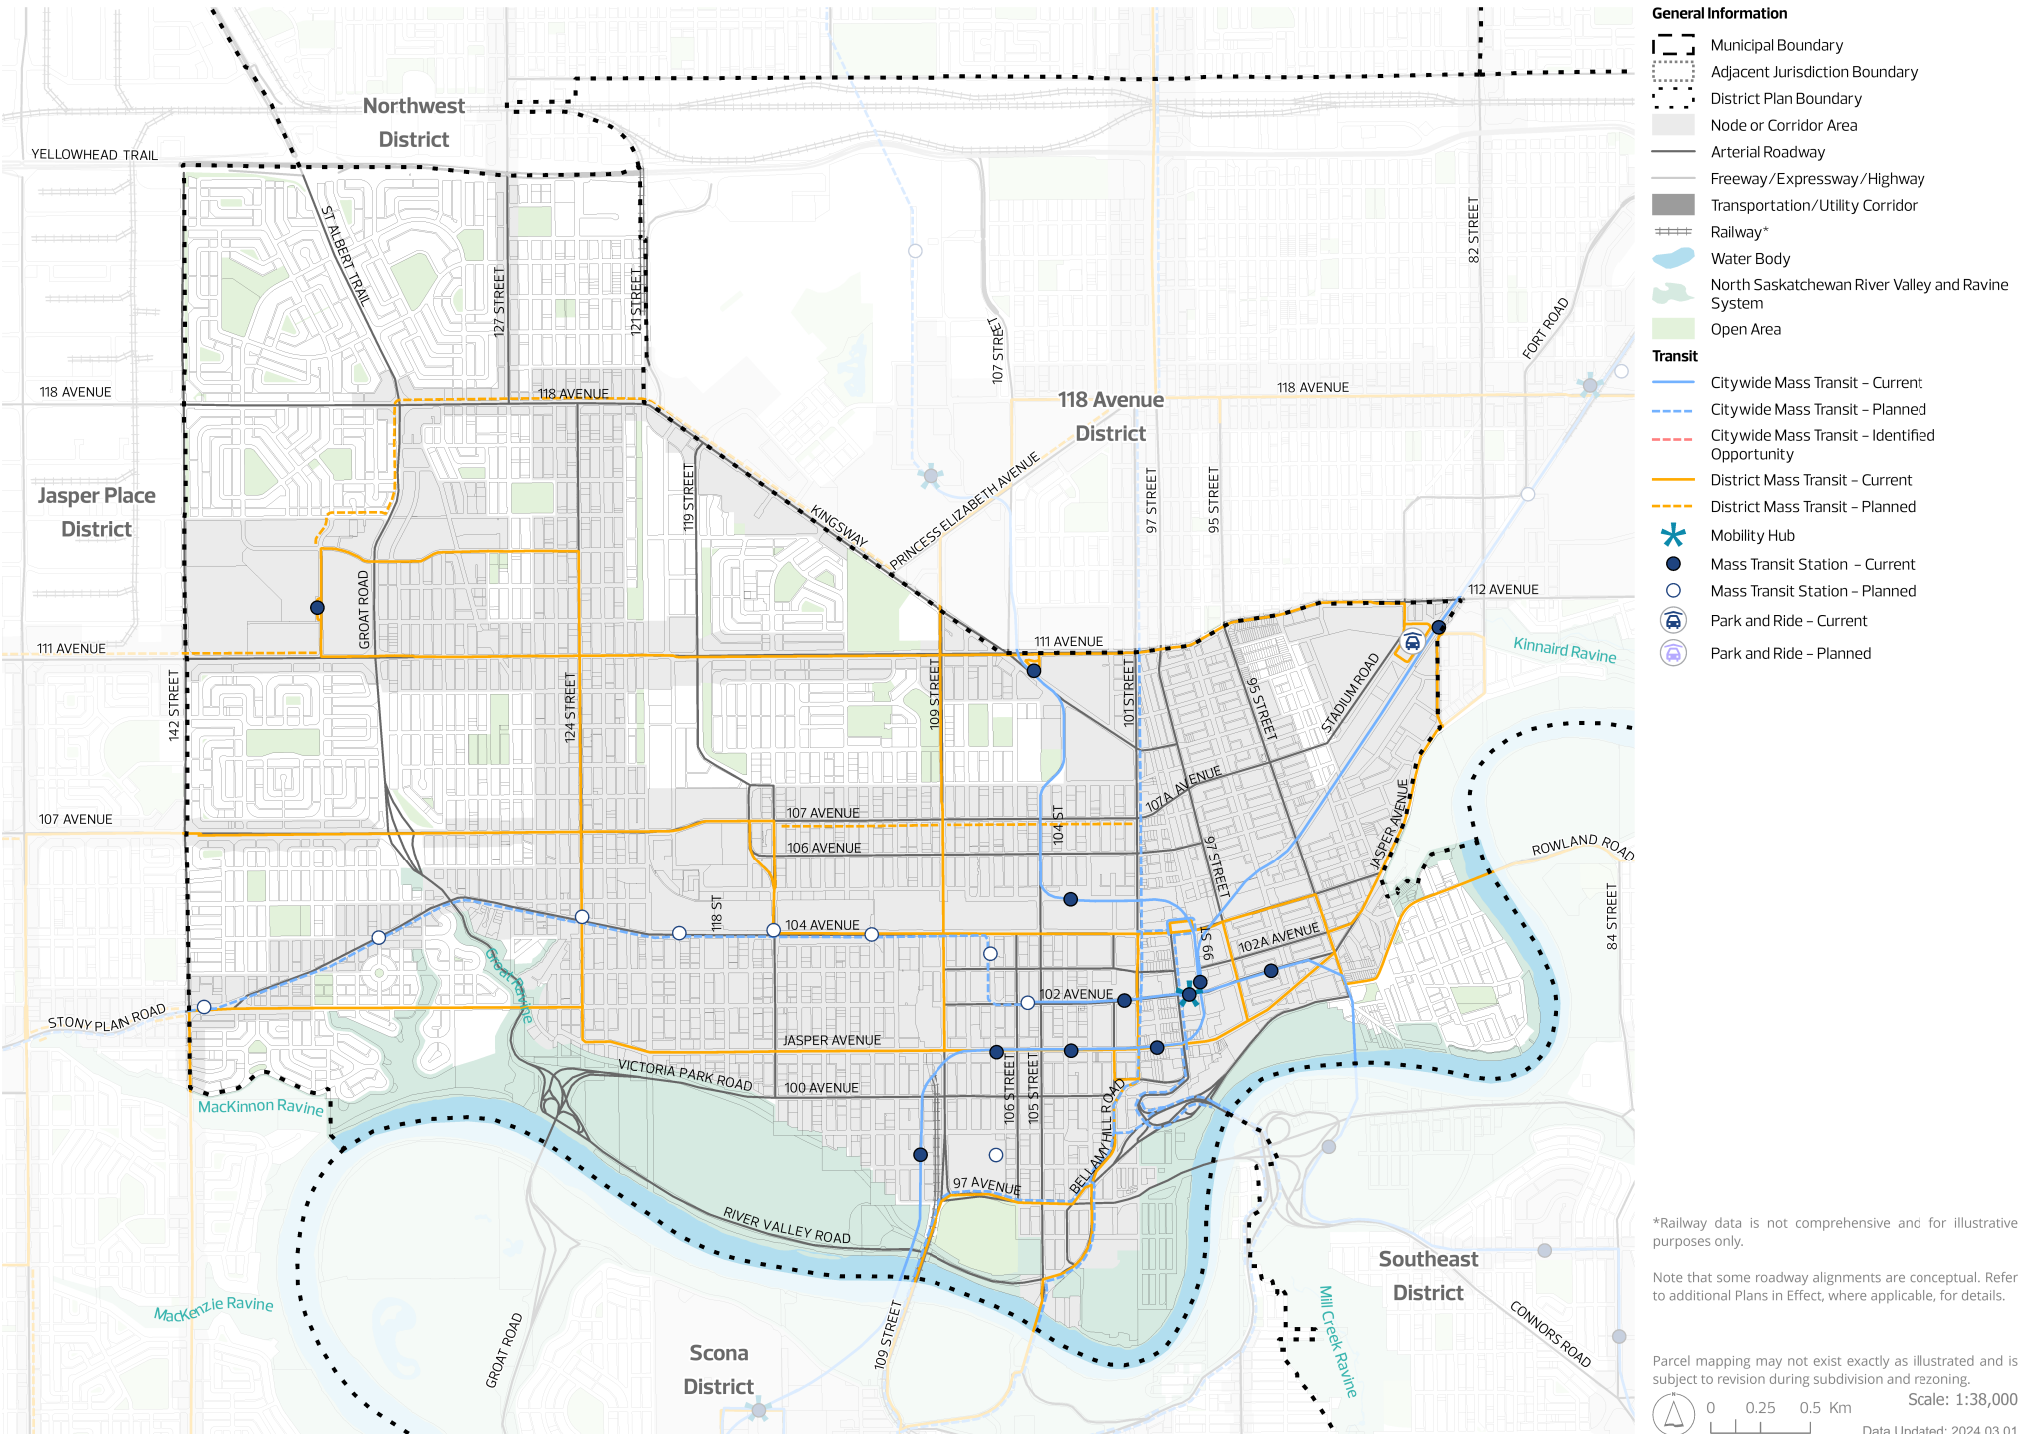 General Information
Municipal Boundary
Adjacent Jurisdiction Boundary
District Plan Boundary
Node or Corridor Area
Arterial Roadway
Freeway/Expressway/Highway
Transportation/Utility Corridor
Railway*
Water Body
North Saskatchewan River Valley and Ravine
System
Open Area
Transit
Citywide Mass Transit - Current
Citywide Mass Transit - Planned
Citywide Mass Transit - Identified
Opportunity
District Mass Transit - Current
District Mass Transit - Planned
Mobility Hub
Mass Transit Station - Current
Mass Transit Station - Planned
Park and Ride - Current
Park and Ride - Planned
*Railway data is not comprehensive and for illustrative
purposes only.
Note that some roadway alignments are conceptual. Refer
to additional Plans in Effect, where applicable, for details.
Parcel mapping may not exist exactly as illustrated and is
subject to revision during subdivision and rezoning.
Scale: 1:38,000
N
0 0.25 0.5 Km
Data Updated: 2024.03.01
Northwest
District
YELLOWHEAD TRAIL
ST ALBERT TRAIL
127 STREET
121 STREET
107 STREET
82 STREET
FORT ROAD
118 AVENUE
118 AVENUE
118 AVENUE
118 Avenue
District
Jasper Place
District
119 STREET
KINGSWAY
PRINCESS ELIZABETH AVENUE
97 STREET
95 STREET
GROAT ROAD
112 AVENUE
111 AVENUE
111 AVENUE
Kinnaird Ravine
142 STREET
124 STREET
109 STREET
101 STREET
95 STREET
STADIUM ROAD
107 AVENUE
107 AVENUE
107A AVENUE
104 ST
106 AVENUE
97 STREET
JASPER AVENUE
ROWLAND ROAD
84 STREET
118 ST
104 AVENUE
99 ST
102A AVENUE
Groat Ravine
102 AVENUE
STONY PLAIN ROAD
JASPER AVENUE
VICTORIA PARK ROAD
100 AVENUE
106 STREET
105 STREET
BELLAMY HILL ROAD
MacKinnon Ravine
97 AVENUE
RIVER VALLEY ROAD
MacKenzie Ravine
GROAT ROAD
109 STREET
Scona
District
Southeast
District
Mill Creek Ravine
CONNORS ROAD